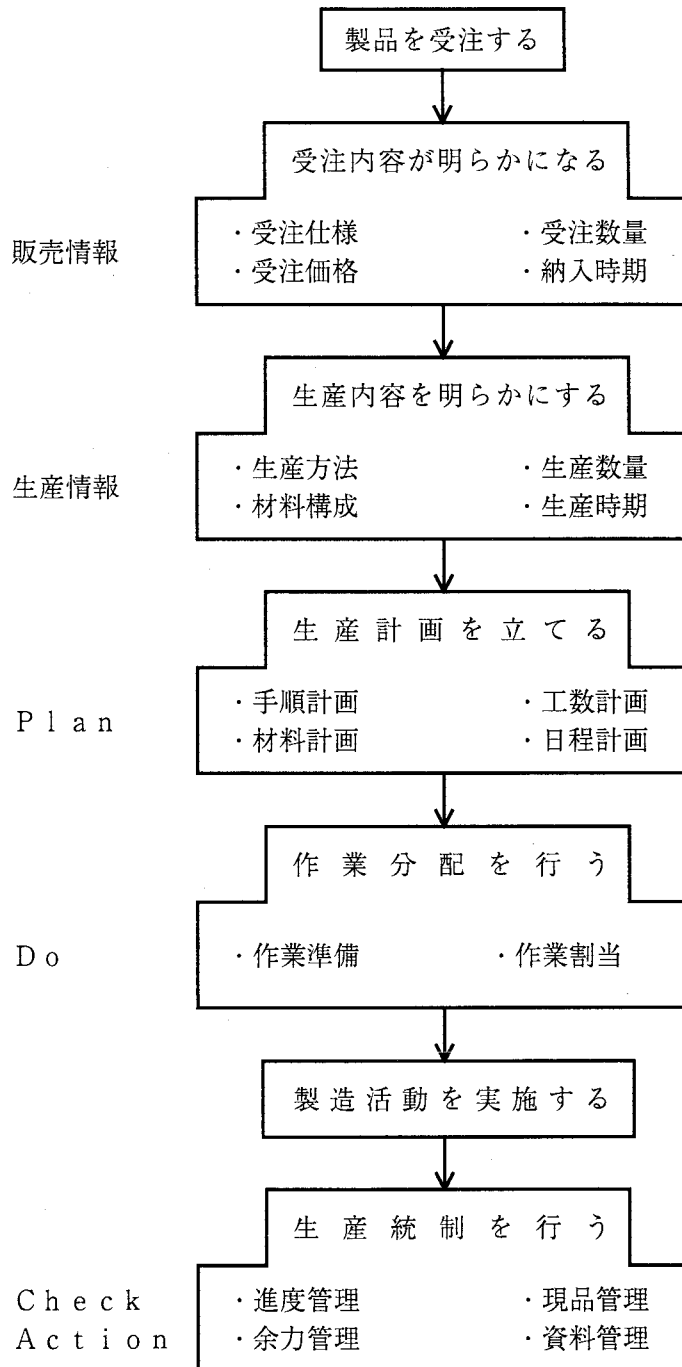 製品を受注する
受注内容が明らかになる
販売情報
・受注仕様 ・受注数量
・受注価格 ・納入時期
生産内容を明らかにする
生産情報
・生産方法 ・生産数量
・材料構成 ・生産時期
生産計画を立てる
Plan
・手順計画 ・工数計画
・材料計画 ・日程計画
作業分配を行う
Do ・作業準備 ・作業割当
製造活動を実施する
生産統制を行う
Check ・進度管理 ・現品管理
Action ・余力管理 ・資料管理